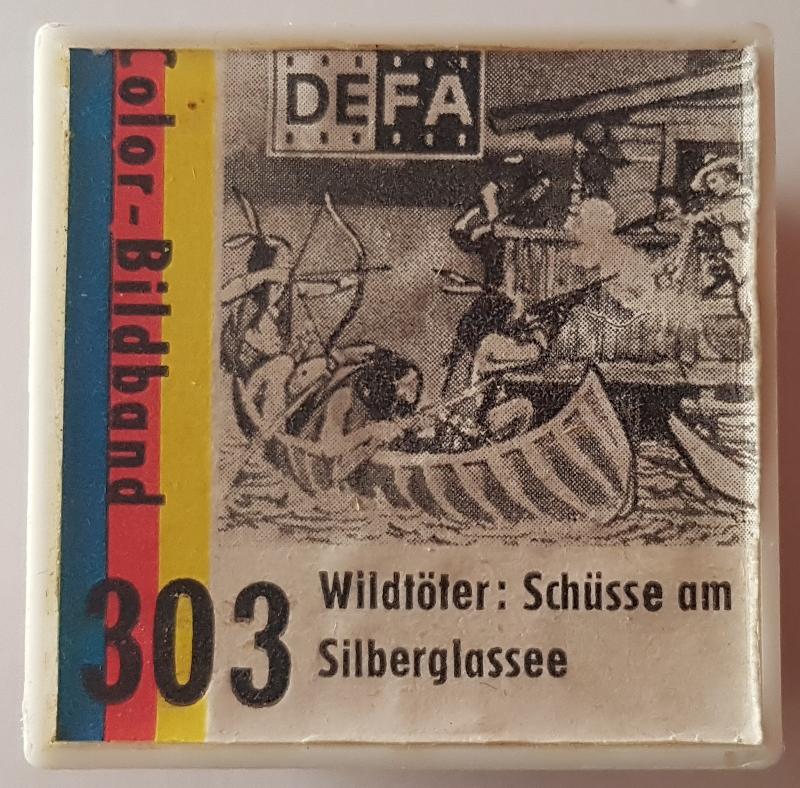 DEFA
Color-Bildband
303
Wildtöter: Schüsse am
Silberglassee